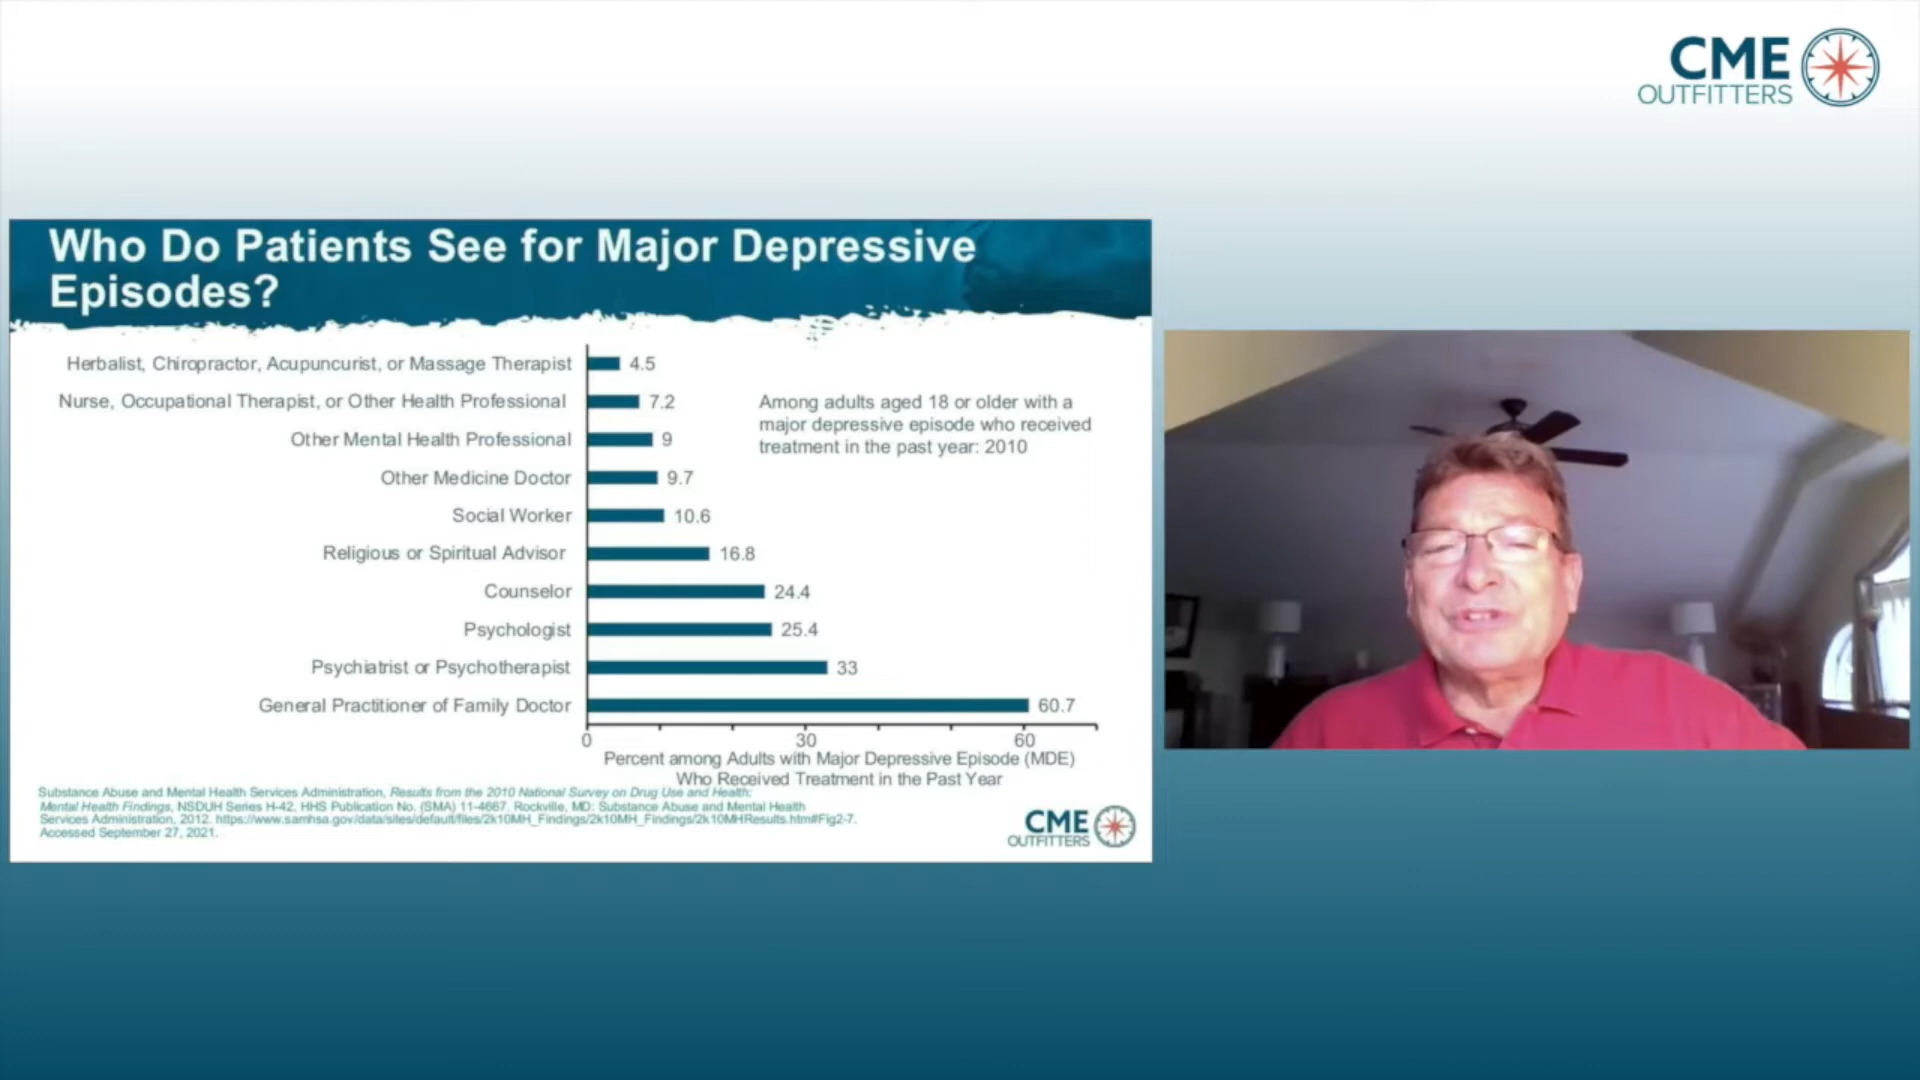 CME
OUTFITTERS
Who Do Patients See for Major Depressive
Episodes?
Herbalist, Chiropractor, Acupuncurist, or Massage Therapist 4.5
Nurse, Occupational Therapist, or Other Health Professional 7.2
Other Mental Health Professional 9
Other Medicine Doctor 9.7
Social Worker 10.6
Religious or Spiritual Advisor 16.8
Counselor 24.4
Psychologist 25.4
Psychiatrist or Psychotherapist 33
General Practitioner of Family Doctor 60.7
Among adults aged 18 or older with a
major depressive episode who received
treatment in the past year: 2010
0 30 60
Percent among Adults with Major Depressive Episode (MDE)
Who Received Treatment in the Past Year
Substance Abuse and Mental Health Services Administration, Results from the 2010 National Survey on Drug Use and Health:
Mental Health Findings, NSDUH Series H-42, HHS Publication No. (SMA) 11-4667. Rockville, MD: Substance Abuse and Mental Health
Services Administration, 2012. https://www.samhsa.gov/data/sites/default/files/2k10MH_Findings/2k10MH_Findings/2k10MHResults.htm#Fig2-7.
Accessed September 27, 2021.
CME
OUTFITTERS